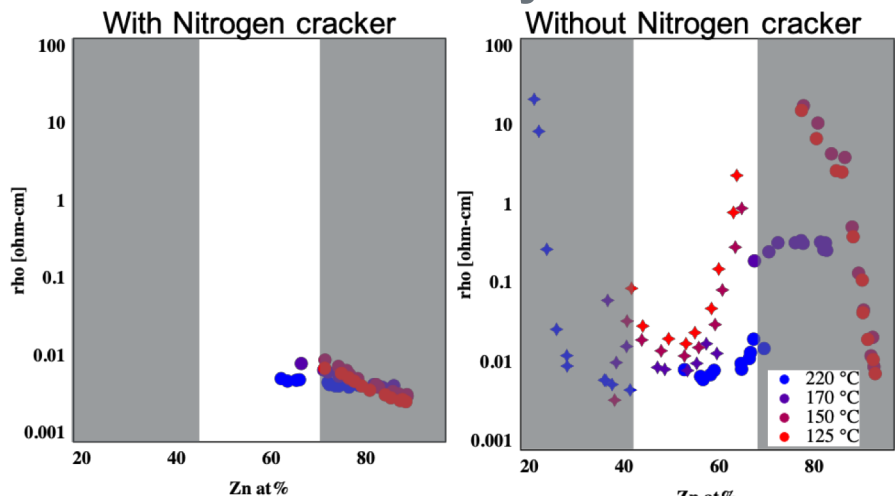 With Nitrogen cracker
100
10
1
0.1
0.01
0.001
rho [ohm-cm]
20 40 60 80
Zn at%
Without Nitrogen cracker
100
10
1
0.1
0.01
0.001
rho [ohm-cm]
220 °C
170 °C
150 °C
125 °C
20 40 60 80
Zn at%